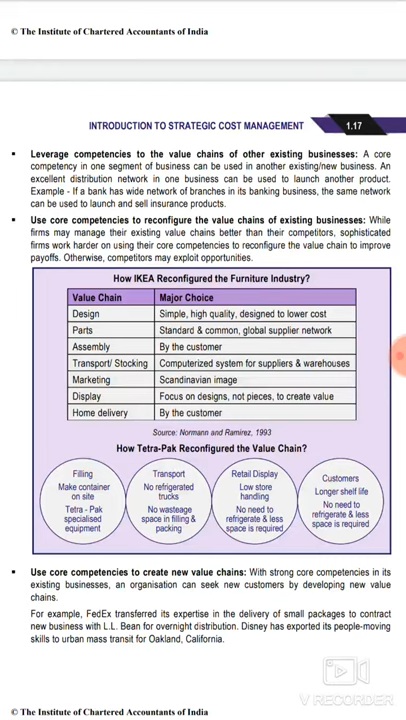 © The Institute of Chartered Accountants of India
INTRODUCTION TO STRATEGIC COST MANAGEMENT 1.17
▪ Leverage competencies to the value chains of other existing businesses: A core
competency in one segment of business can be used in another existing/new business. An
excellent distribution network in one business can be used to launch another product.
Example - If a bank has wide network of branches in its banking business, the same network
can be used to launch and sell insurance products.
▪ Use core competencies to reconfigure the value chains of existing businesses: While
firms may manage their existing value chains better than their competitors, sophisticated
firms work harder on using their core competencies to reconfigure the value chain to improve
payoffs. Otherwise, competitors may exploit opportunities.
How IKEA Reconfigured the Furniture Industry?
Value Chain Major Choice
Design Simple, high quality, designed to lower cost
Parts Standard & common, global supplier network
Assembly By the customer
Transport/ Stocking Computerized system for suppliers & warehouses
Marketing Scandinavian image
Display Focus on designs, not pieces, to create value
Home delivery By the customer
Source: Normann and Ramirez, 1993
How Tetra-Pak Reconfigured the Value Chain?
Filling
Make container
on site
Tetra - Pak
specialised
equipment
Transport
No refrigerated
trucks
No wasteage
space in filling &
packing
Retail Display
Low store
handling
No need to
refrigerate & less
space is required
Customers
Longer shelf life
No need to
refrigerate & less
space is required
▪ Use core competencies to create new value chains: With strong core competencies in its
existing businesses, an organisation can seek new customers by developing new value
chains.
For example, FedEx transferred its expertise in the delivery of small packages to contract
new business with L.L. Bean for overnight distribution. Disney has exported its people-moving
skills to urban mass transit for Oakland, California.
V RECORDER
© The Institute of Chartered Accountants of India